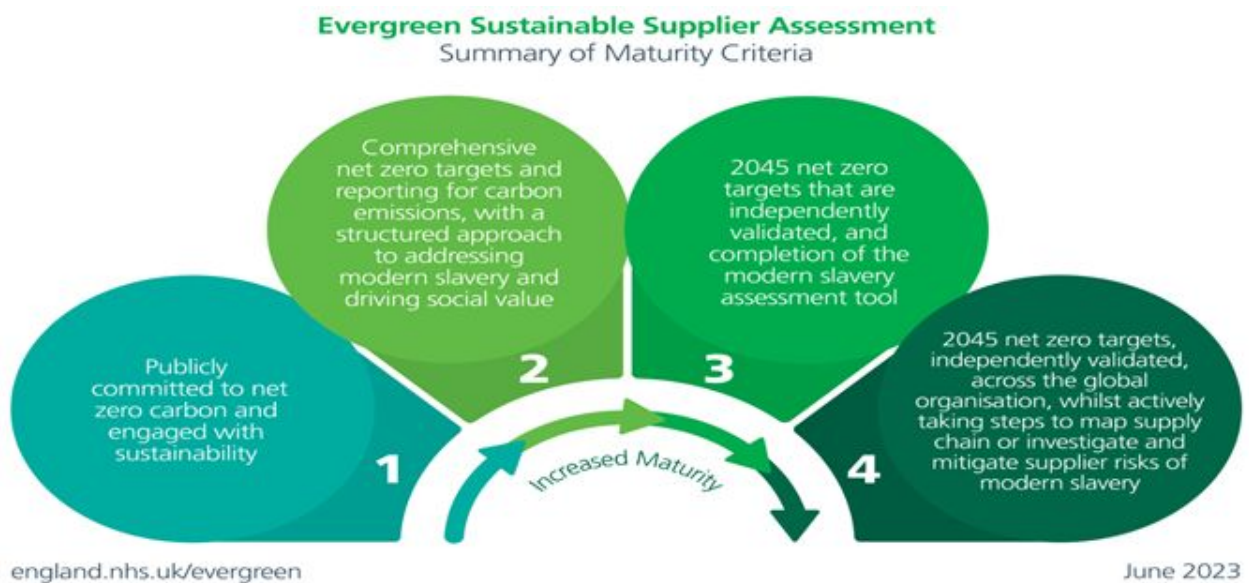 Evergreen Sustainable Supplier Assessment
Summary of Maturity Criteria
Publicly
committed to net
zero carbon and
engaged with
sustainability
1
Comprehensive
net zero targets and
reporting for carbon
emissions, with a
structured approach
to addressing
modern slavery and
driving social value
2
2045 net zero
targets that are
independently
validated, and
completion of the
modern slavery
assessment tool
3
2045 net zero targets,
independently validated,
across the global
organisation, whilst actively
taking steps to map supply
chain or investigate and
mitigate supplier risks of
modern slavery
4
Increased Maturity
england.nhs.uk/evergreen
June 2023